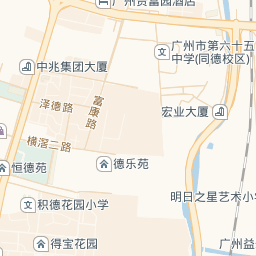 广州贸富园酒店
广州市第六十五
中学(同德校区)
中兆集团大厦
泽德路
富康路
宏业大厦
横滘二路
恒德苑
德乐苑
明日之星艺术小学
积德花园小学
得宝花园
广州益